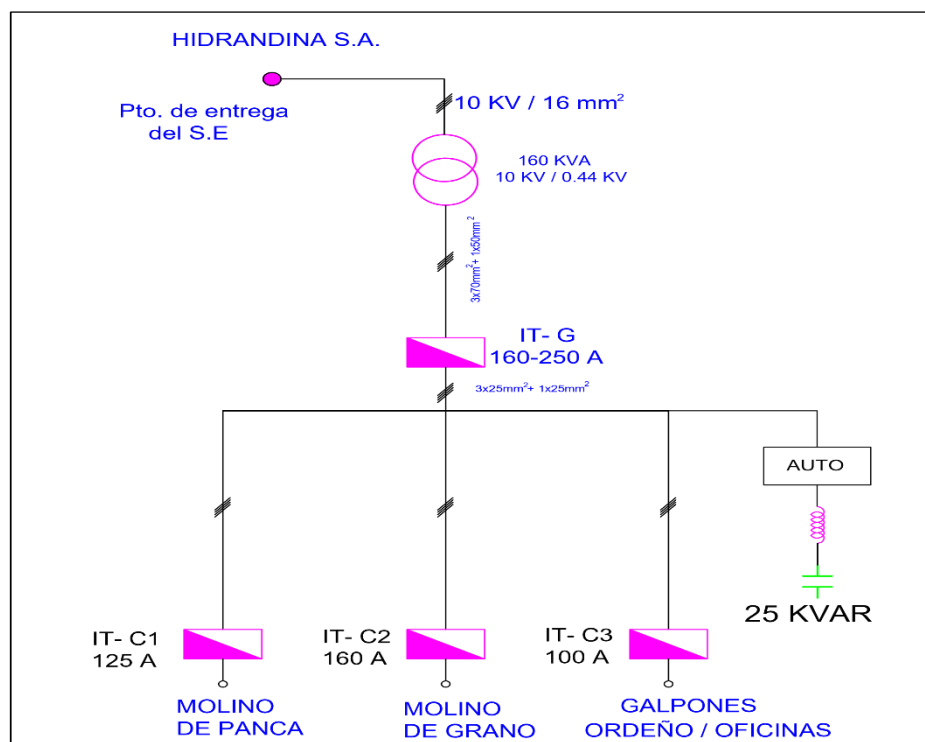 HIDRANDINA S.A.
Pto. de entrega
del S.E
10 KV / 16 mm²
160 KVA
10 KV / 0.44 KV
3x70mm²+ 1x50mm²
IT- G
160-250 A
3x25mm²+ 1x25mm²
AUTO
25 KVAR
IT- C1
125 A
IT- C2
160 A
IT- C3
100 A
MOLINO
DE PANCA
MOLINO
DE GRANO
GALPONES
ORDEÑO / OFICINAS